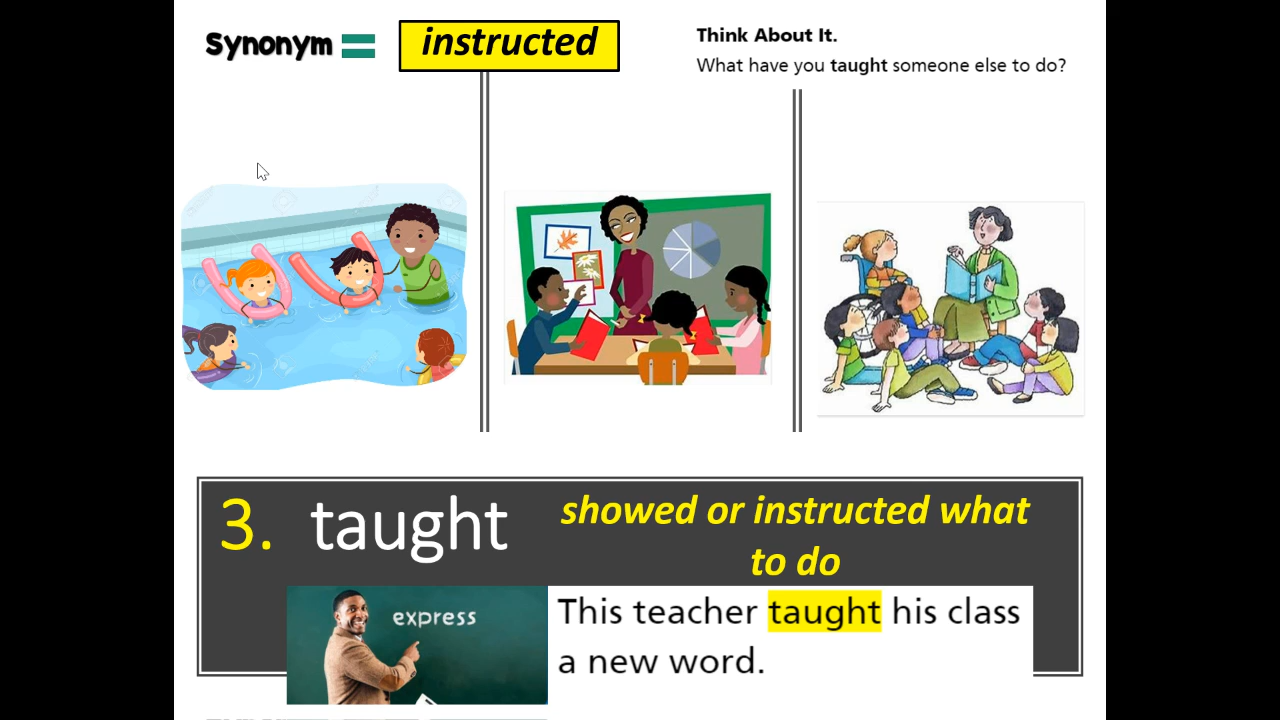 Synonym =
instructed
Think About It.
What have you taught someone else to do?
3. taught
showed or instructed what
to do
express
This teacher taught his class
a new word.